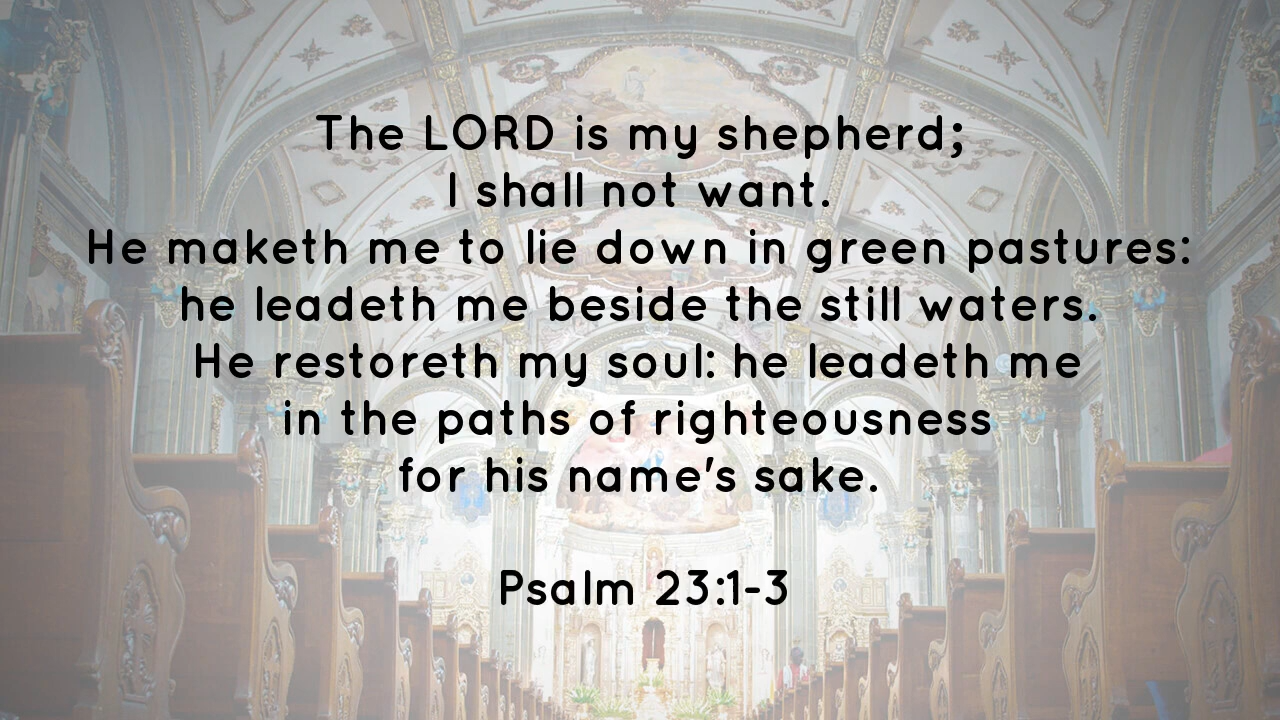 The LORD is my shepherd;
I shall not want.
He maketh me to lie down in green pastures:
he leadeth me beside the still waters.
He restoreth my soul: he leadeth me
in the paths of righteousness
for his name's sake.
Psalm 23:1-3